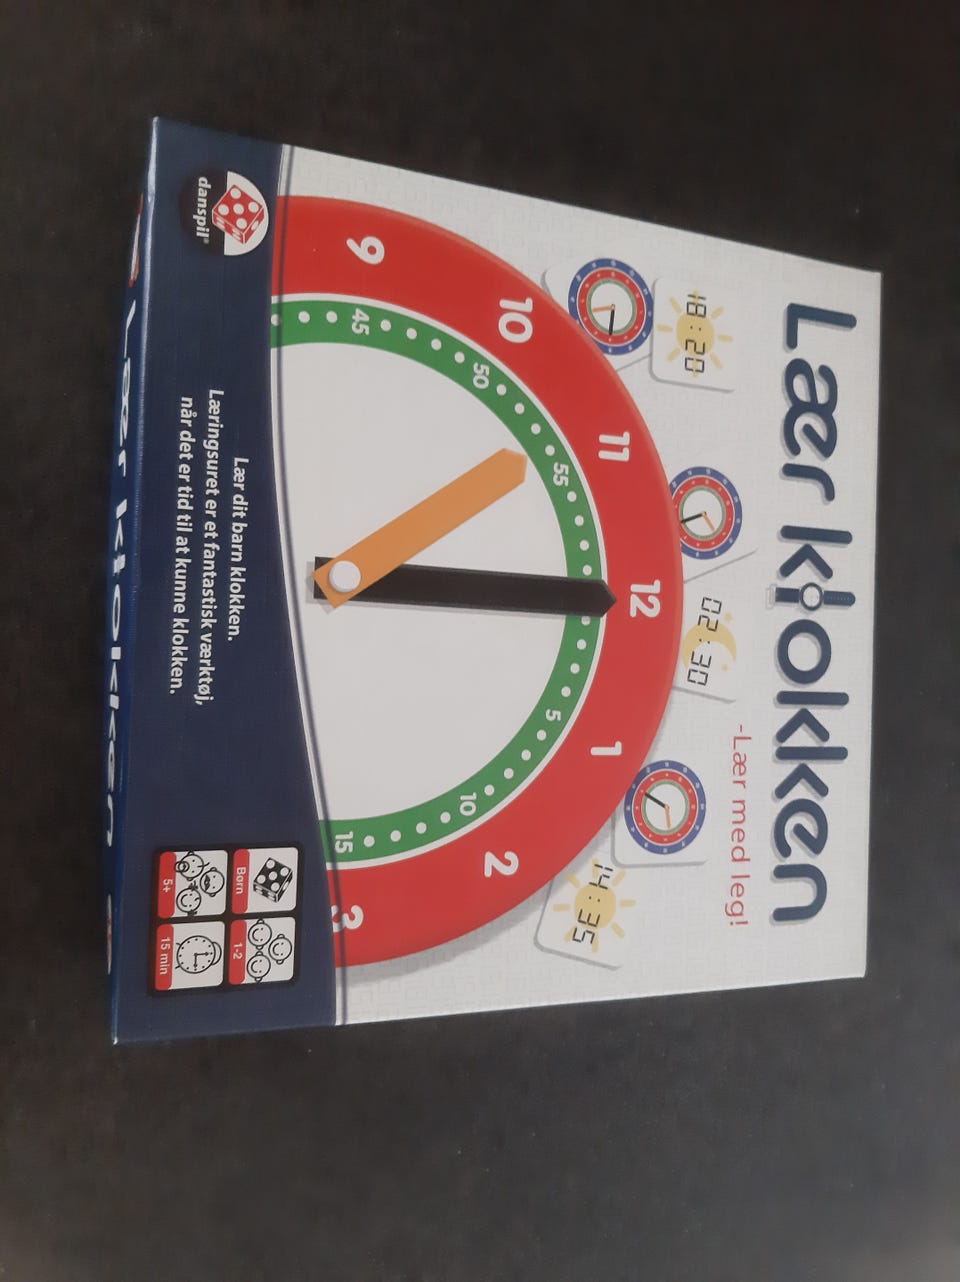 Lær klokken
-Lær med leg!
18:20
02:30
14:35
9
10
11
12
1
2
3
45
50
55
5
10
15
danspil®
Lær dit barn klokken.
Læringsuret er et fantastisk værktøj,
når det er tid til at kunne klokken.
Børn
1-2
5+
15 min
Lær klokken